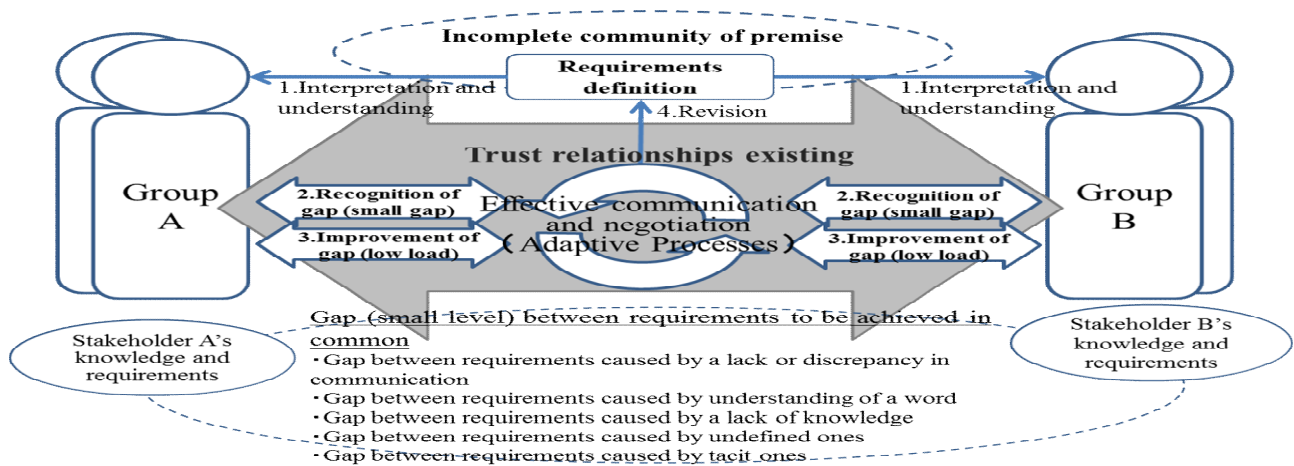 Incomplete community of premise
Requirements
definition
1.Interpretation and
understanding
1.Interpretation and
understanding
4.Revision
Trust relationships existing
Group
A
2.Recognition of
gap (small gap)
3.Improvement of
gap (low load)
Effective communication
and negotiation
(Adaptive Processes)
2.Recognition of
gap (small gap)
3.Improvement of
gap (low load)
Group
B
Stakeholder A's
knowledge and
requirements
Gap (small level) between requirements to be achieved in
common
・Gap between requirements caused by a lack or discrepancy in
communication
・Gap between requirements caused by understanding of a word
・Gap between requirements caused by a lack of knowledge
・Gap between requirements caused by undefined ones
・Gap between requirements caused by tacit ones
Stakeholder B's
knowledge and
requirements